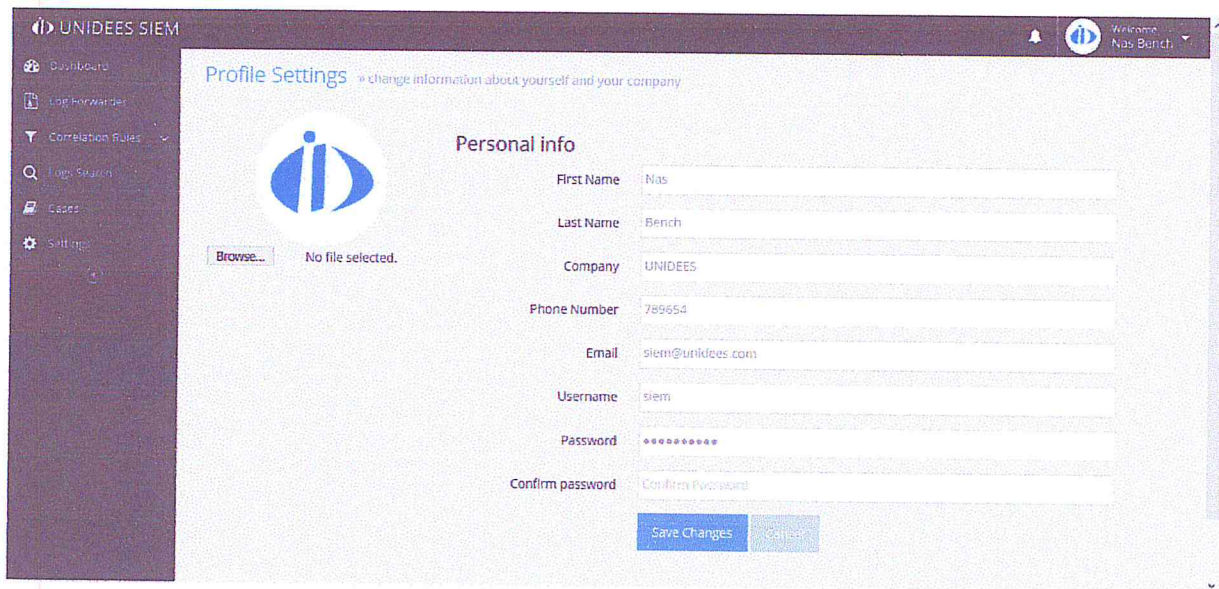 UNIDEES SIEM
Welcome
Nas Bench
Dashboard
Log Forwarder
Correlation Rules
Logs Search
Cases
Settings
Profile Settings » change information about yourself and your company
Browse... No file selected.
Personal info
First Name Nas
Last Name Bench
Company UNIDEES
Phone Number 789654
Email siem@unidees.com
Username siem
Password ●●●●●●●●●●
Confirm password Confirm Password
Save Changes Cancel